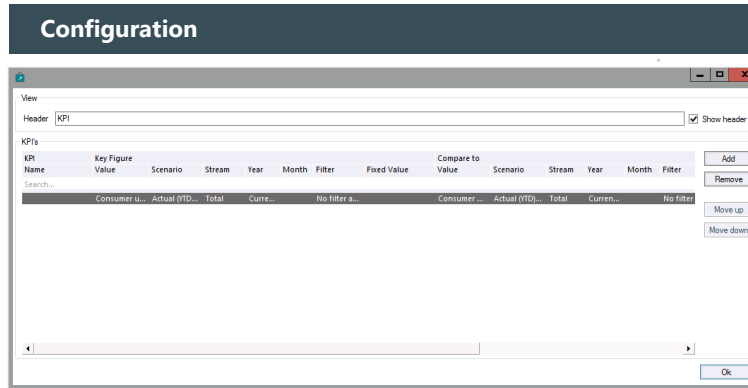 Configuration
View
Header KPI Show header
KPI's
KPI Key Figure Compare to Add
Name Value Scenario Stream Year Month Filter Fixed Value Value Scenario Stream Year Month Filter
Remove
Search...
Consumer u... Actual (YTD... Total Curre... No filter a... Consumer ... Actual (YTD)... Total Curren... No filter
Move up
Move down
Ok